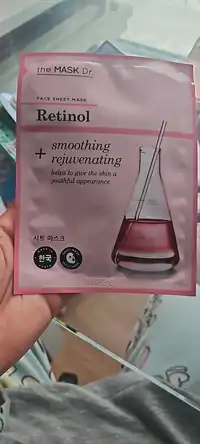 the MASK Dr.
FACE SHEET MASK
Retinol
+ smoothing
rejuvenating
helps to give the skin a
youthful appearance
시트 마스크
한국